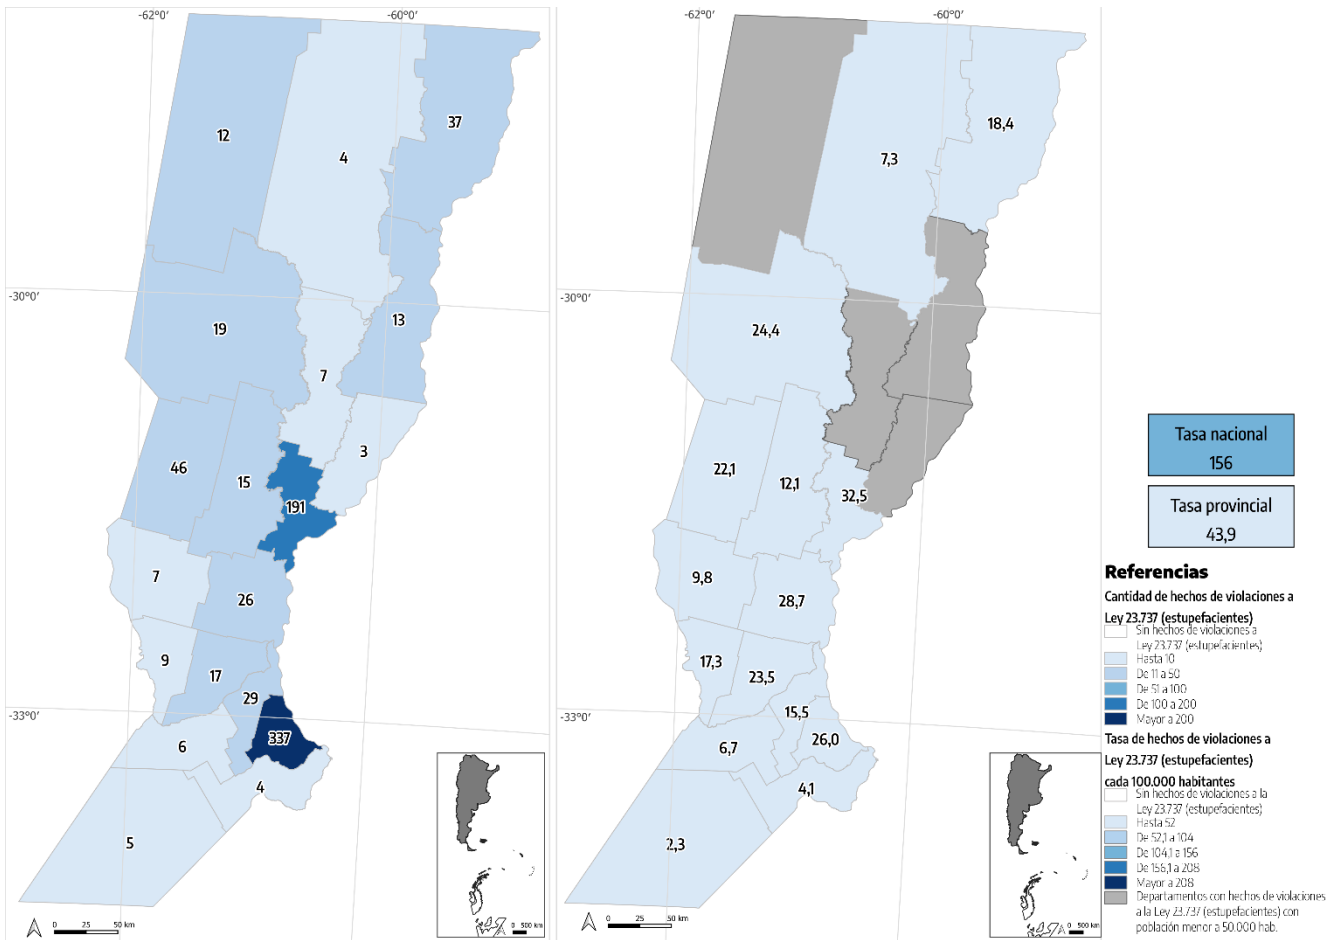 -62°0'
-60°0'
12
4
37
-30°0'
19
13
7
3
46
15
191
7
26
9
17
29
-33°0'
337
6
4
5
0 25 50 km
0 500 km
-62°0'
-60°0'
18,4
7,3
-30°0'
24,4
22,1
12,1
32,5
9,8
28,7
17,3
23,5
-33°0'
15,5
6,7
26,0
4,1
2,3
0 25 50 km
0 500 km
Tasa nacional
156
Tasa provincial
43,9
Referencias
Cantidad de hechos de violaciones a
Ley 23.737 (estupefacientes)
Sin hechos de violaciones a
Ley 23.737 (estupefacientes)
Hasta 10
De 11 a 50
De 51 a 100
De 100 a 200
Mayor a 200
Tasa de hechos de violaciones a
Ley 23.737 (estupefacientes)
cada 100.000 habitantes
Sin hechos de violaciones a la
Ley 23.737 (estupefacientes)
Hasta 52
De 52,1 a 104
De 104,1 a 156
De 156,1 a 208
Mayor a 208
Departamentos con hechos de violaciones
a la Ley 23.737 (estupefacientes) con
población menor a 50.000 hab.